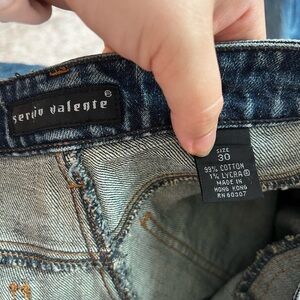 sergio valente®
SIZE
30
99% COTTON
1% LYCRA®
MADE IN
HONG KONG
RN 60307